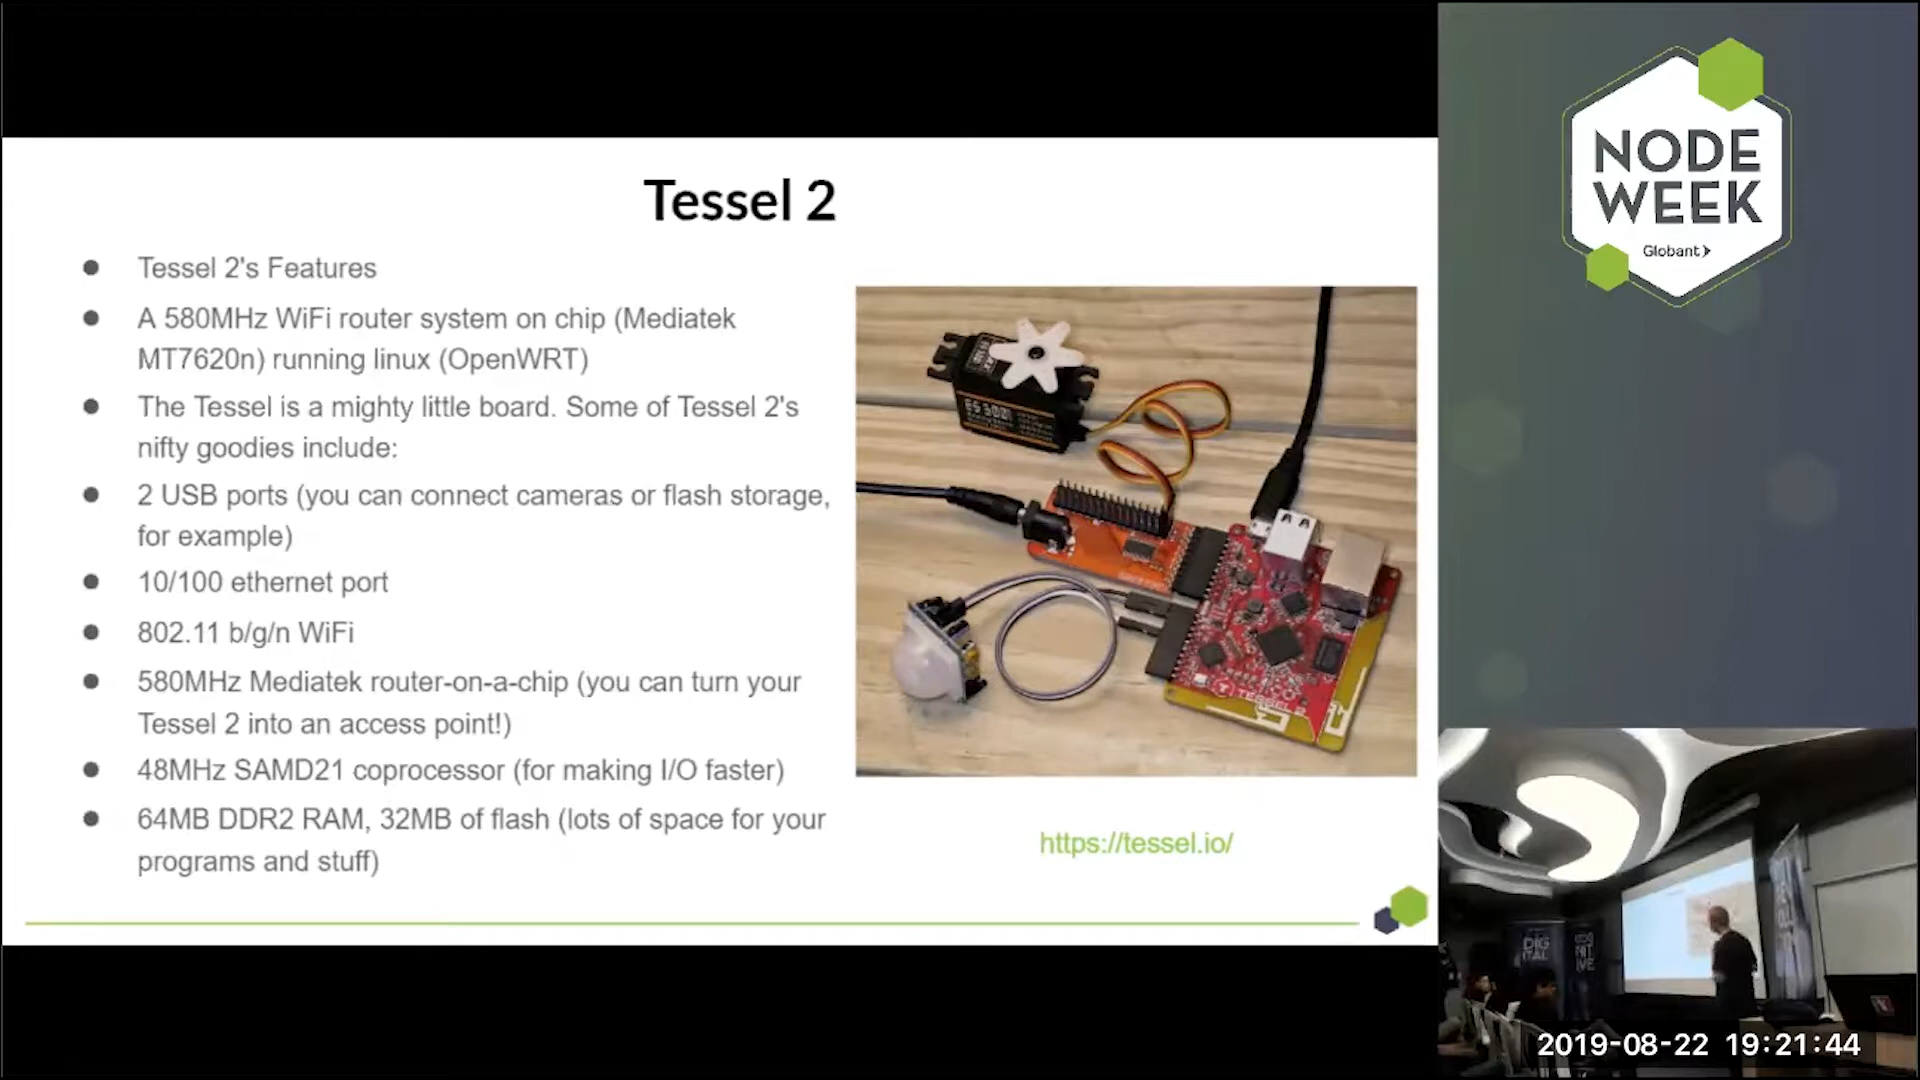 Tessel 2
Tessel 2's Features
A 580MHz WiFi router system on chip (Mediatek
MT7620n) running linux (OpenWRT)
The Tessel is a mighty little board. Some of Tessel 2's
nifty goodies include:
2 USB ports (you can connect cameras or flash storage,
for example)
10/100 ethernet port
802.11 b/g/n WiFi
580MHz Mediatek router-on-a-chip (you can turn your
Tessel 2 into an access point!)
48MHz SAMD21 coprocessor (for making I/O faster)
64MB DDR2 RAM, 32MB of flash (lots of space for your
programs and stuff)
TESSEL 2
https://tessel.io/
NODE
WEEK
Globant
DIG
ITAL
2019-08-22 19:21:44